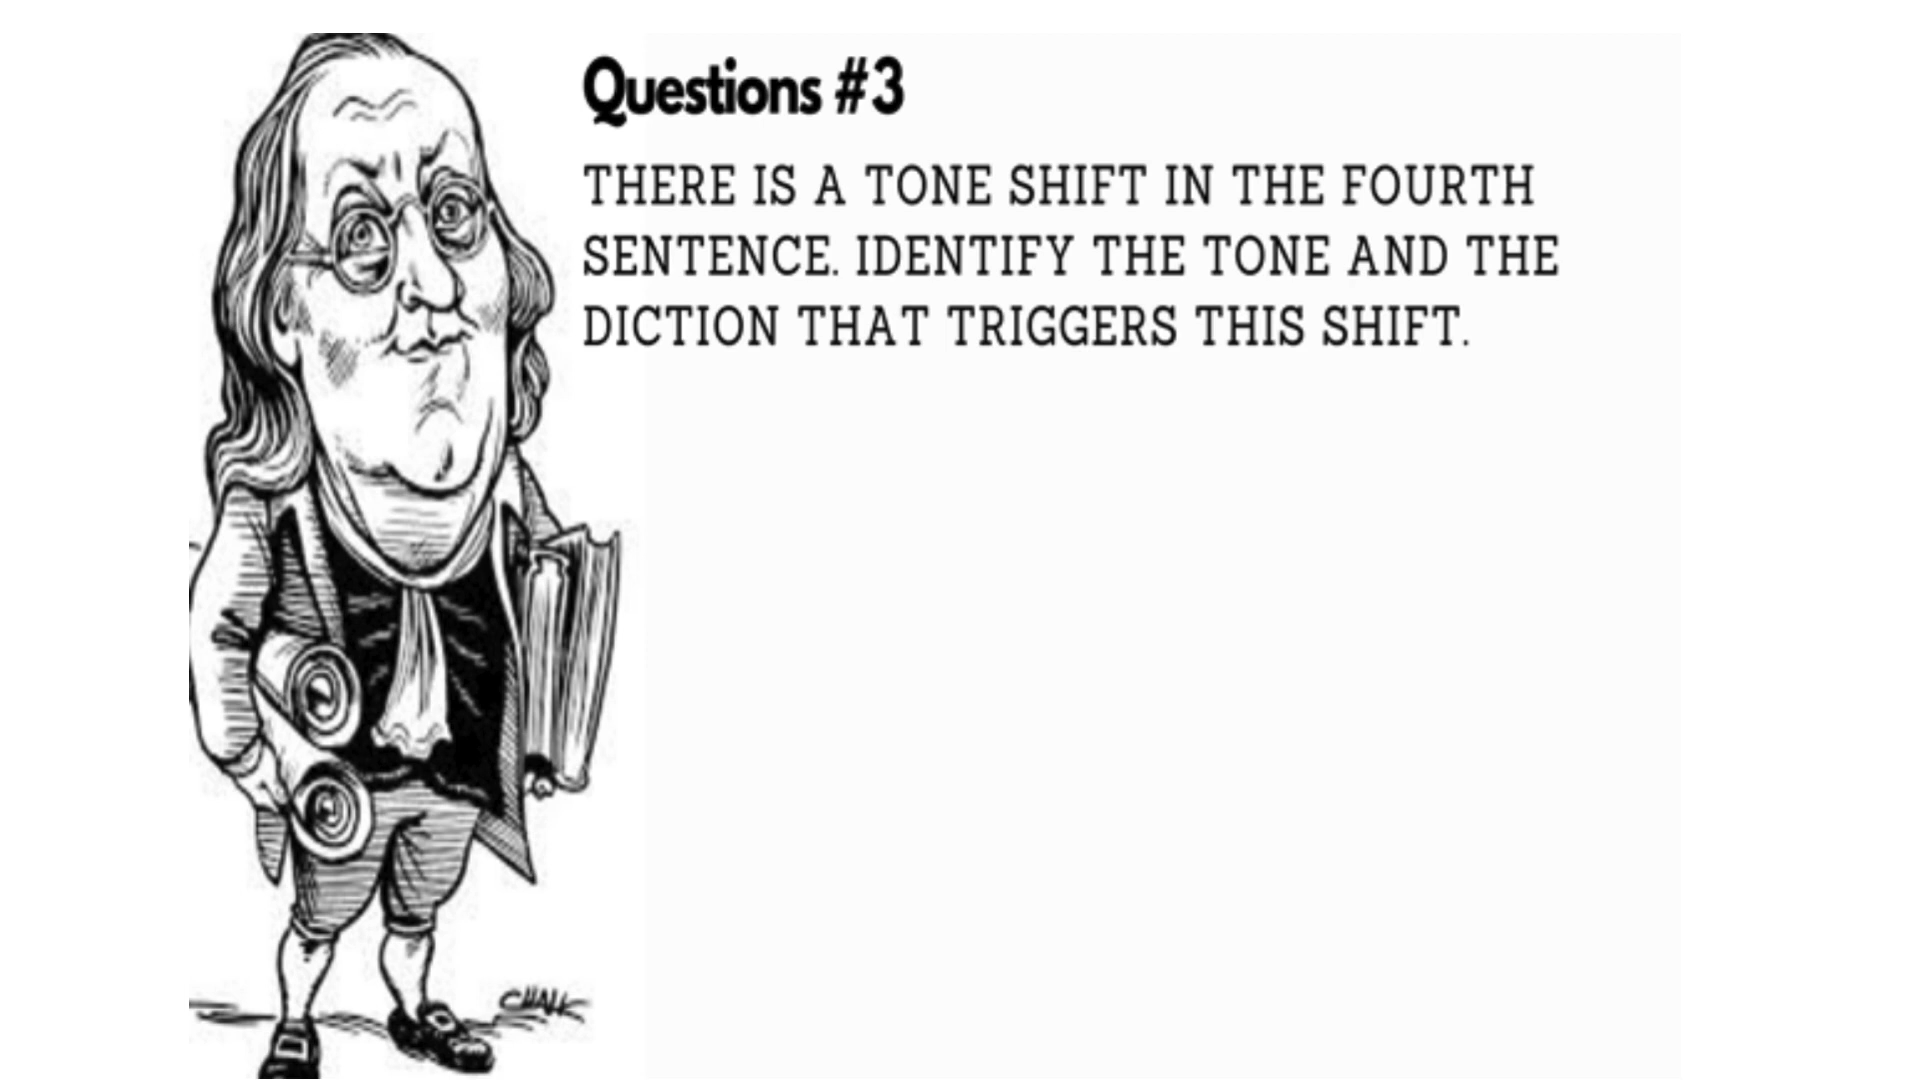 Questions #3
THERE IS A TONE SHIFT IN THE FOURTH
SENTENCE. IDENTIFY THE TONE AND THE
DICTION THAT TRIGGERS THIS SHIFT.
CHALK